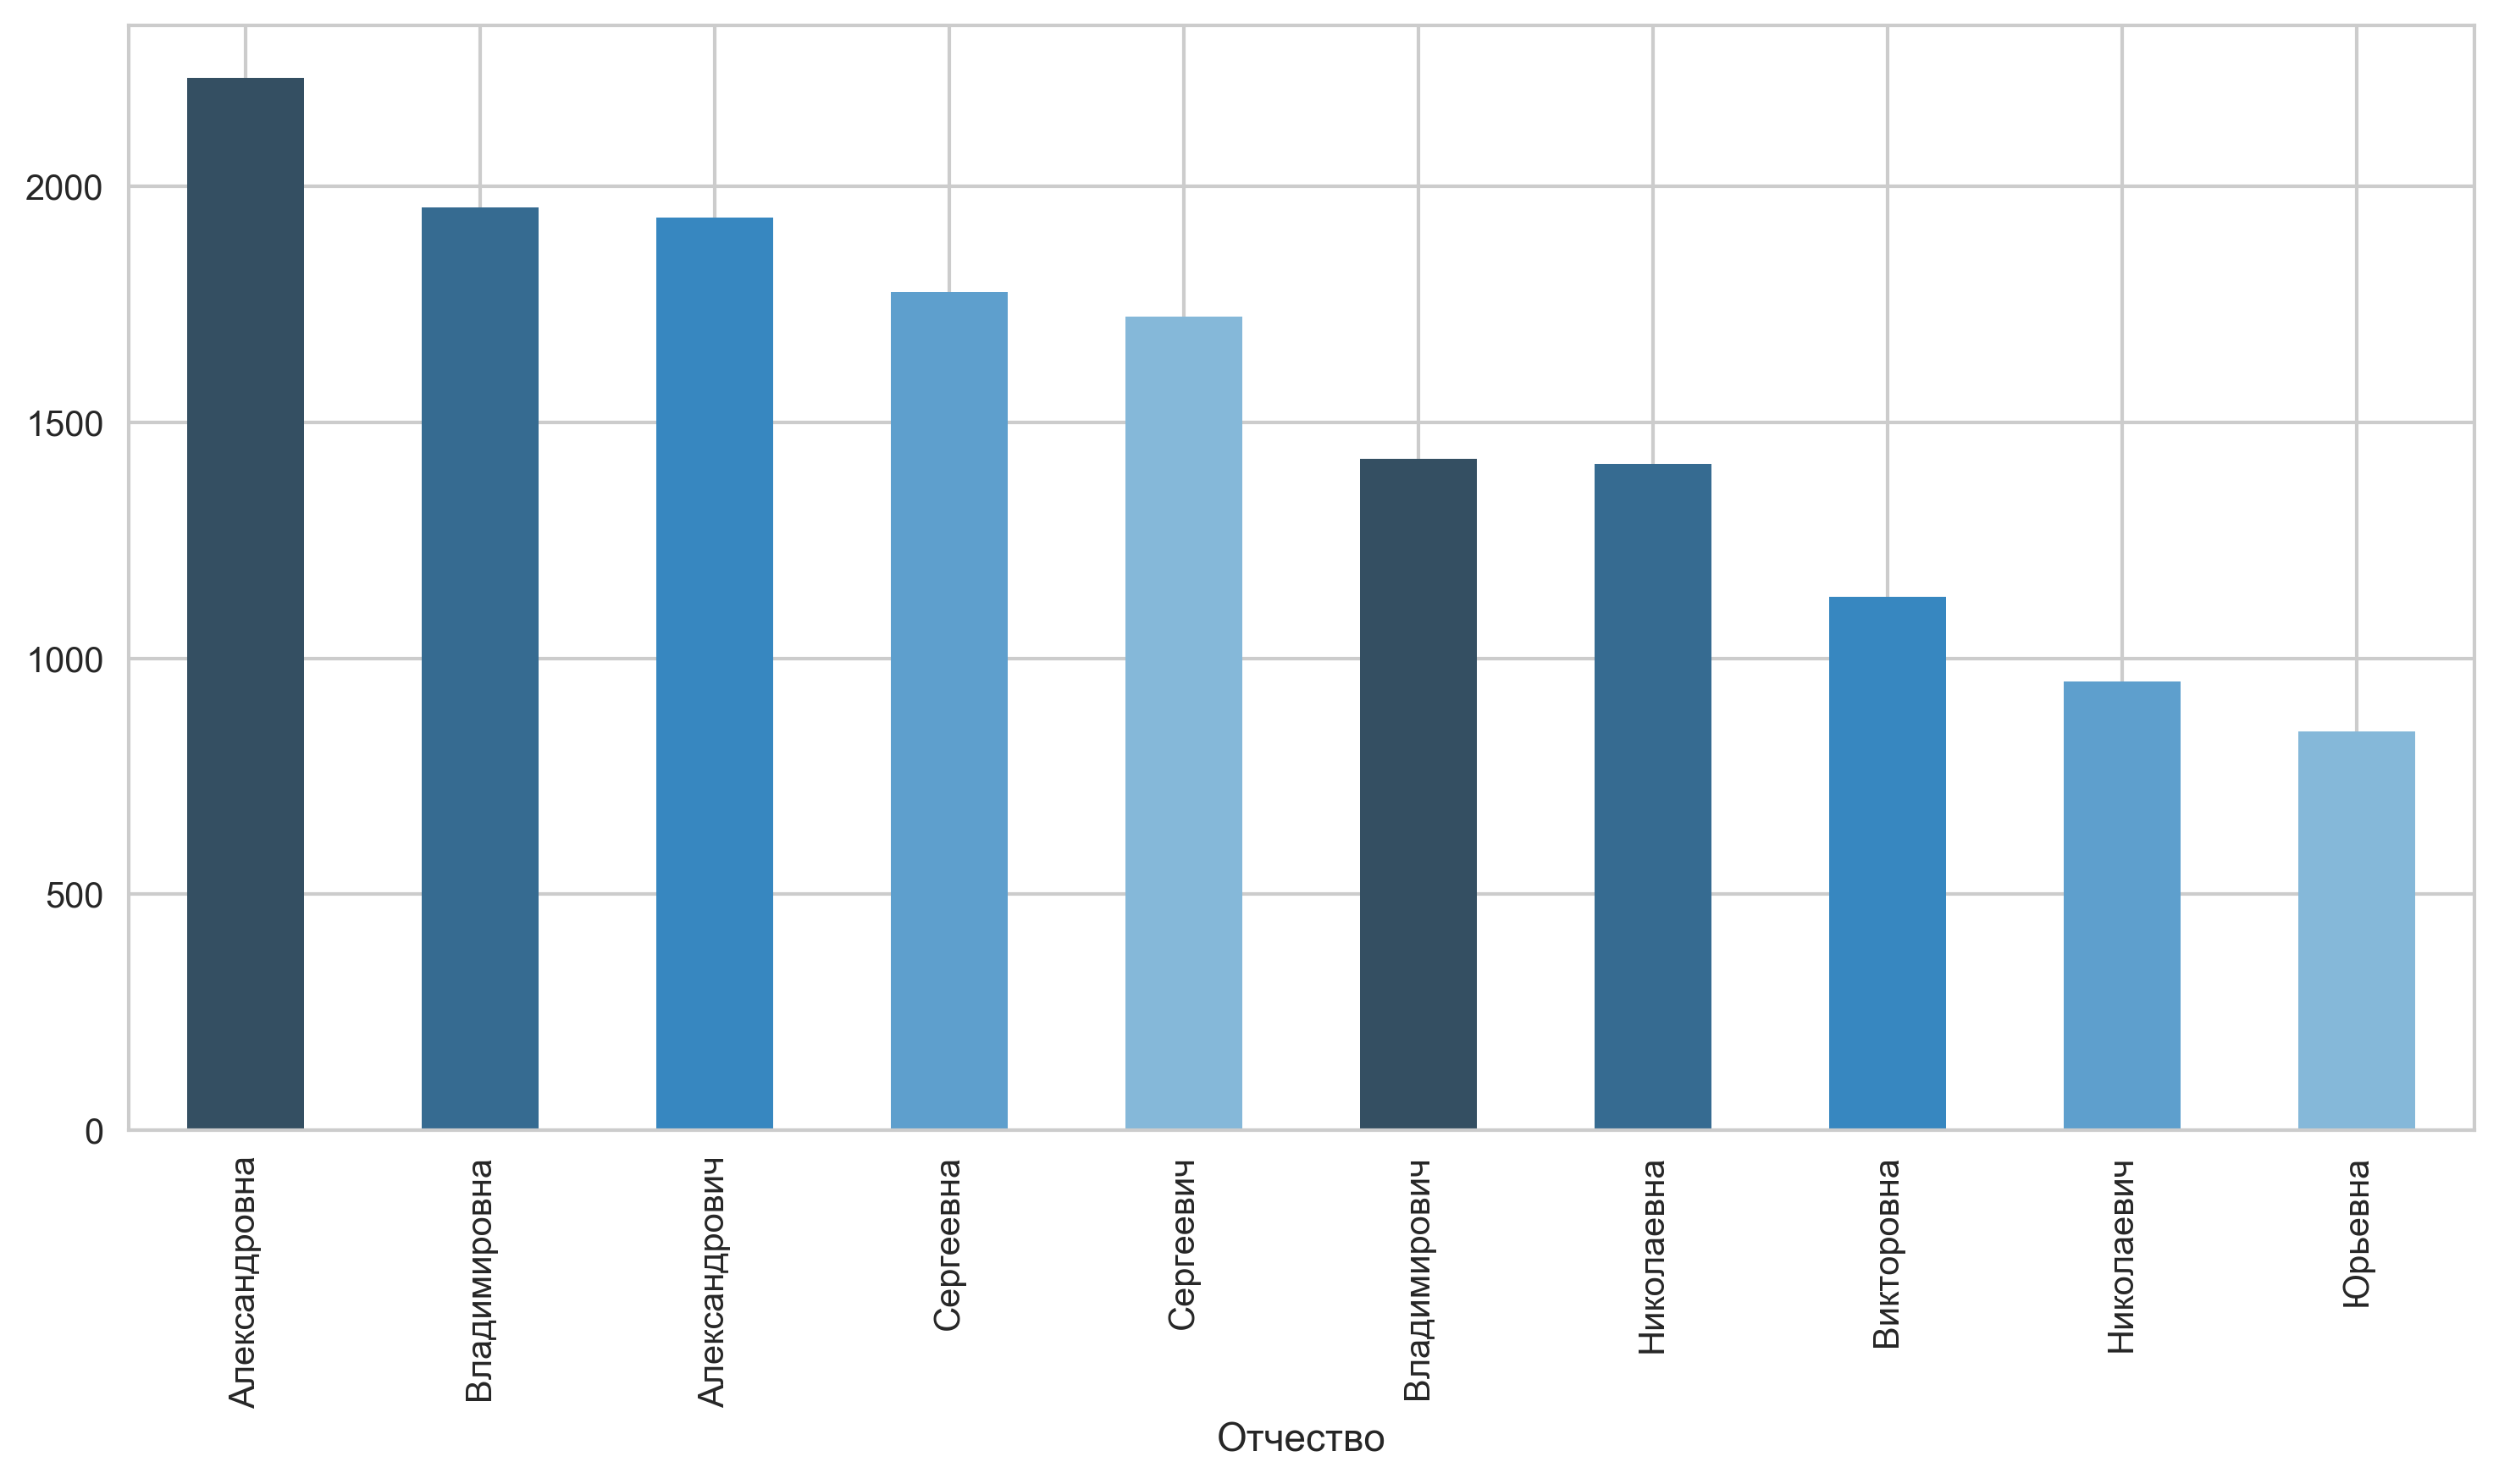 2000
1500
1000
500
0
Александровна
Владимировна
Александрович
Сергеевна
Сергеевич
Владимирович
Николаевна
Викторовна
Николаевич
Юрьевна
Отчество